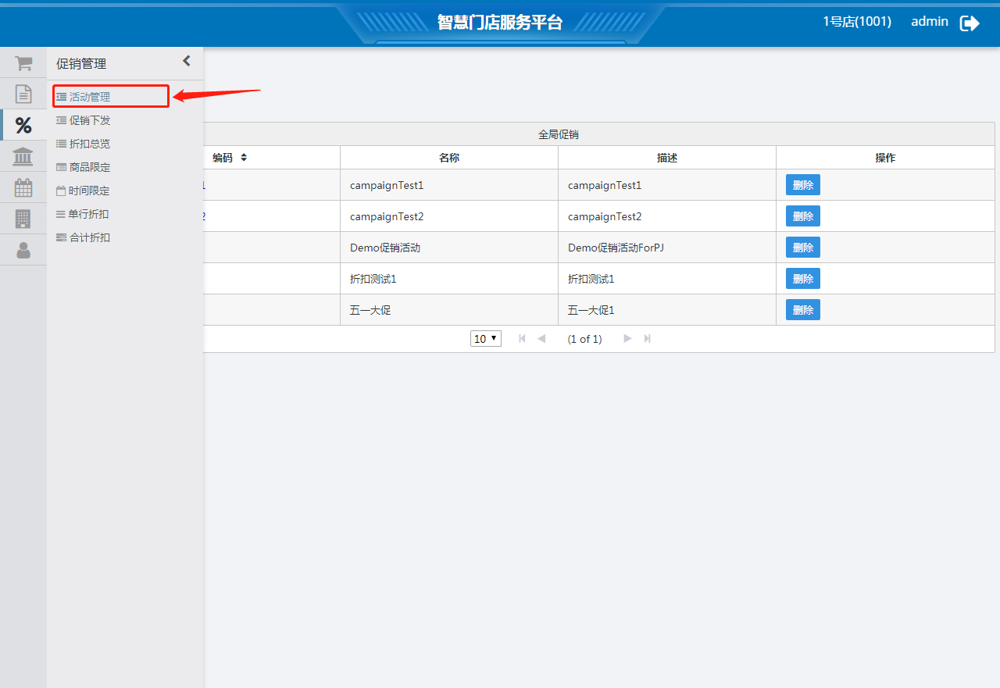 智慧门店服务平台
1号店(1001) admin
促销管理
活动管理
促销下发
折扣总览
商品限定
时间限定
单行折扣
合计折扣
全局促销
编码 名称 描述 操作
1 campaignTest1 campaignTest1 删除
2 campaignTest2 campaignTest2 删除
Demo促销活动 Demo促销活动ForPJ 删除
折扣测试1 折扣测试1 删除
五一大促 五一大促1 删除
10 (1 of 1)